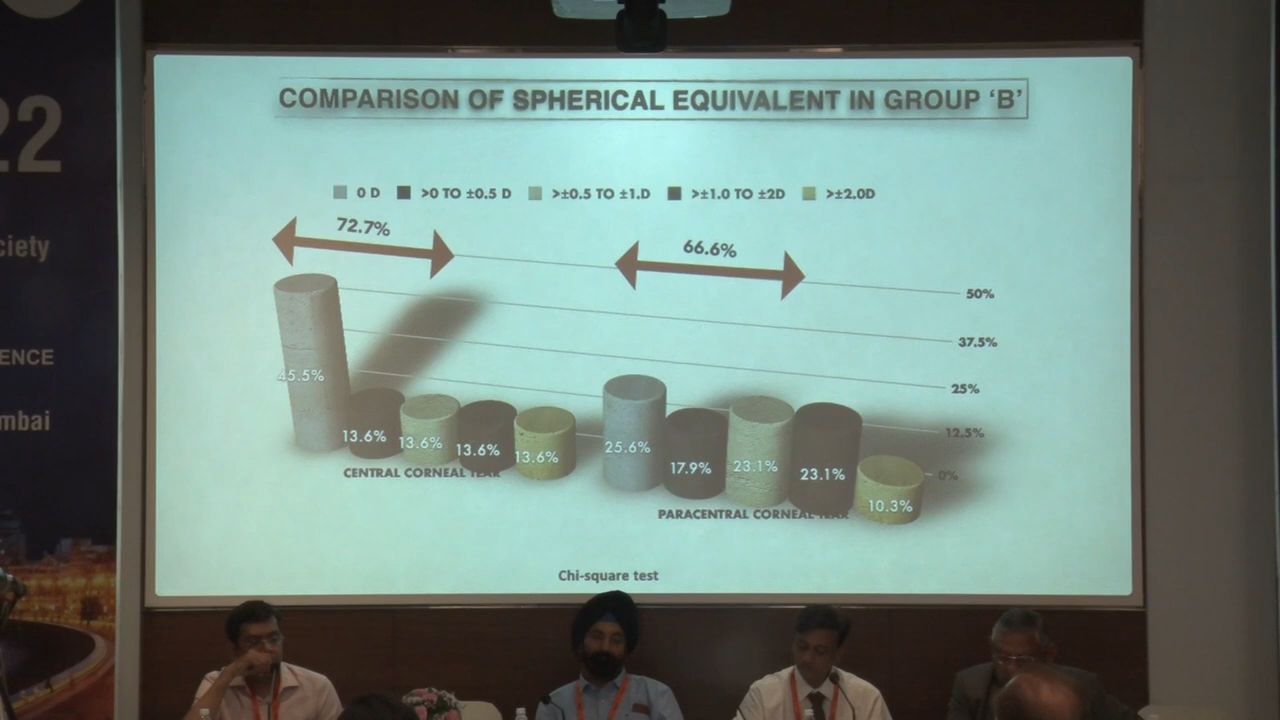 22
ciety
ENCE
mbai
COMPARISON OF SPHERICAL EQUIVALENT IN GROUP ‘B’
0 D >0 TO ±0.5 D >±0.5 TO ±1.D >±1.0 TO ±2D >±2.0D
72.7%
66.6%
50%
37.5%
25%
12.5%
0%
45.5% 13.6% 13.6% 13.6% 13.6%
25.6% 17.9% 23.1% 23.1% 10.3%
CENTRAL CORNEAL TEAR
PARACENTRAL CORNEAL TEAR
Chi-square test